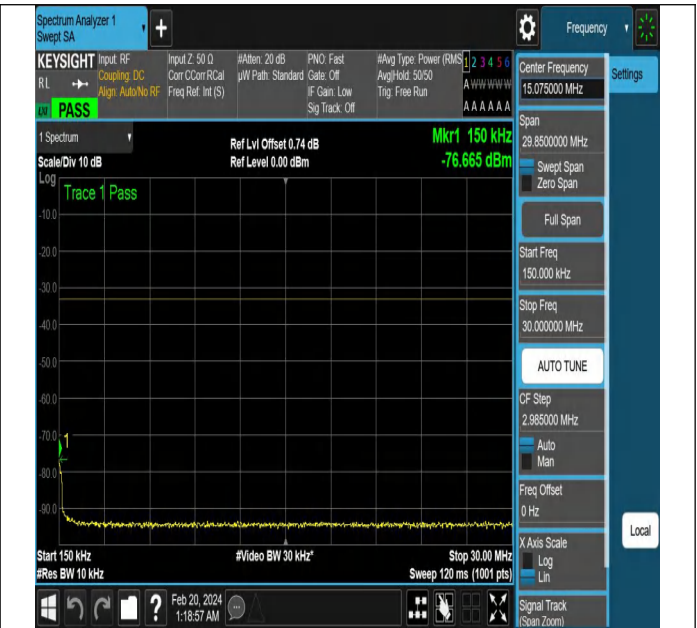 Spectrum Analyzer 1
Swept SA
+
Frequency
KEYSIGHT
RL
PASS
Input: RF
Coupling: DC
Align: Auto/No RF
Input Z: 50 Ω
Corr CCorr RCal
Freq Ref: Int (S)
#Atten: 20 dB
µW Path: Standard
PNO: Fast
Gate: Off
IF Gain: Low
Sig Track: Off
#Avg Type: Power (RMS
Avg|Hold: 50/50
Trig: Free Run
1 2 3 4 5 6
A W W W W W
A A A A A A
1 Spectrum
Scale/Div 10 dB
Ref Lvl Offset 0.74 dB
Ref Level 0.00 dBm
Mkr1 150 kHz
-76.665 dBm
Log
Trace 1 Pass
-10.0
-20.0
-30.0
-40.0
-50.0
-60.0
-70.0
1
-80.0
-90.0
Start 150 kHz
#Res BW 10 kHz
#Video BW 30 kHz*
Stop 30.00 MHz
Sweep 120 ms (1001 pts)
?
Feb 20, 2024
1:18:57 AM
Center Frequency
15.075000 MHz
Settings
Span
29.8500000 MHz
Swept Span
Zero Span
Full Span
Start Freq
150.000 kHz
Stop Freq
30.000000 MHz
AUTO TUNE
CF Step
2.985000 MHz
Auto
Man
Freq Offset
0 Hz
Local
X Axis Scale
Log
Lin
Signal Track
(Span Zoom)